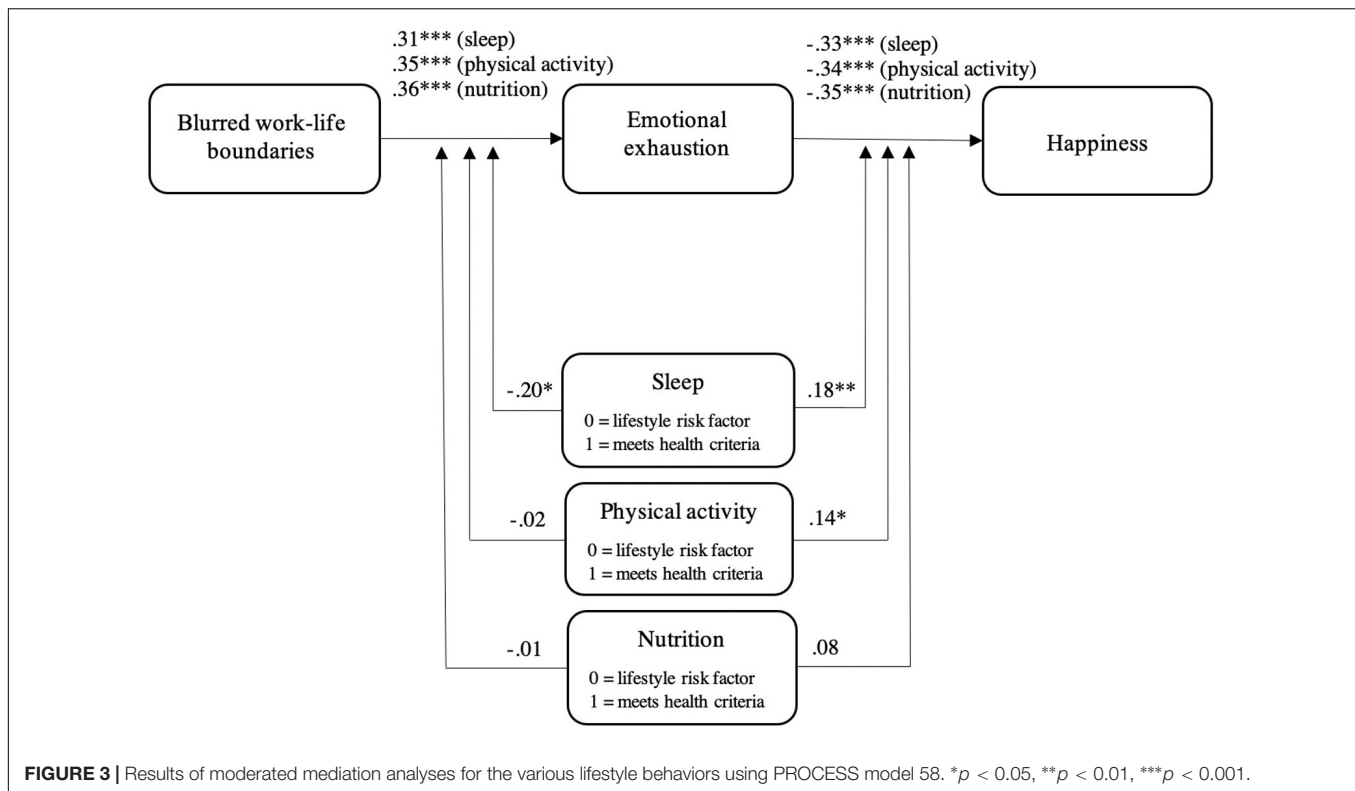 .31*** (sleep)
.35*** (physical activity)
.36*** (nutrition)
-.33*** (sleep)
-.34*** (physical activity)
-.35*** (nutrition)
Blurred work-life
boundaries
Emotional
exhaustion
Happiness
-.20*
Sleep
0 = lifestyle risk factor
1 = meets health criteria
.18**
-.02
Physical activity
0 = lifestyle risk factor
1 = meets health criteria
.14*
-.01
Nutrition
0 = lifestyle risk factor
1 = meets health criteria
.08
FIGURE 3 | Results of moderated mediation analyses for the various lifestyle behaviors using PROCESS model 58. *p < 0.05, **p < 0.01, ***p < 0.001.